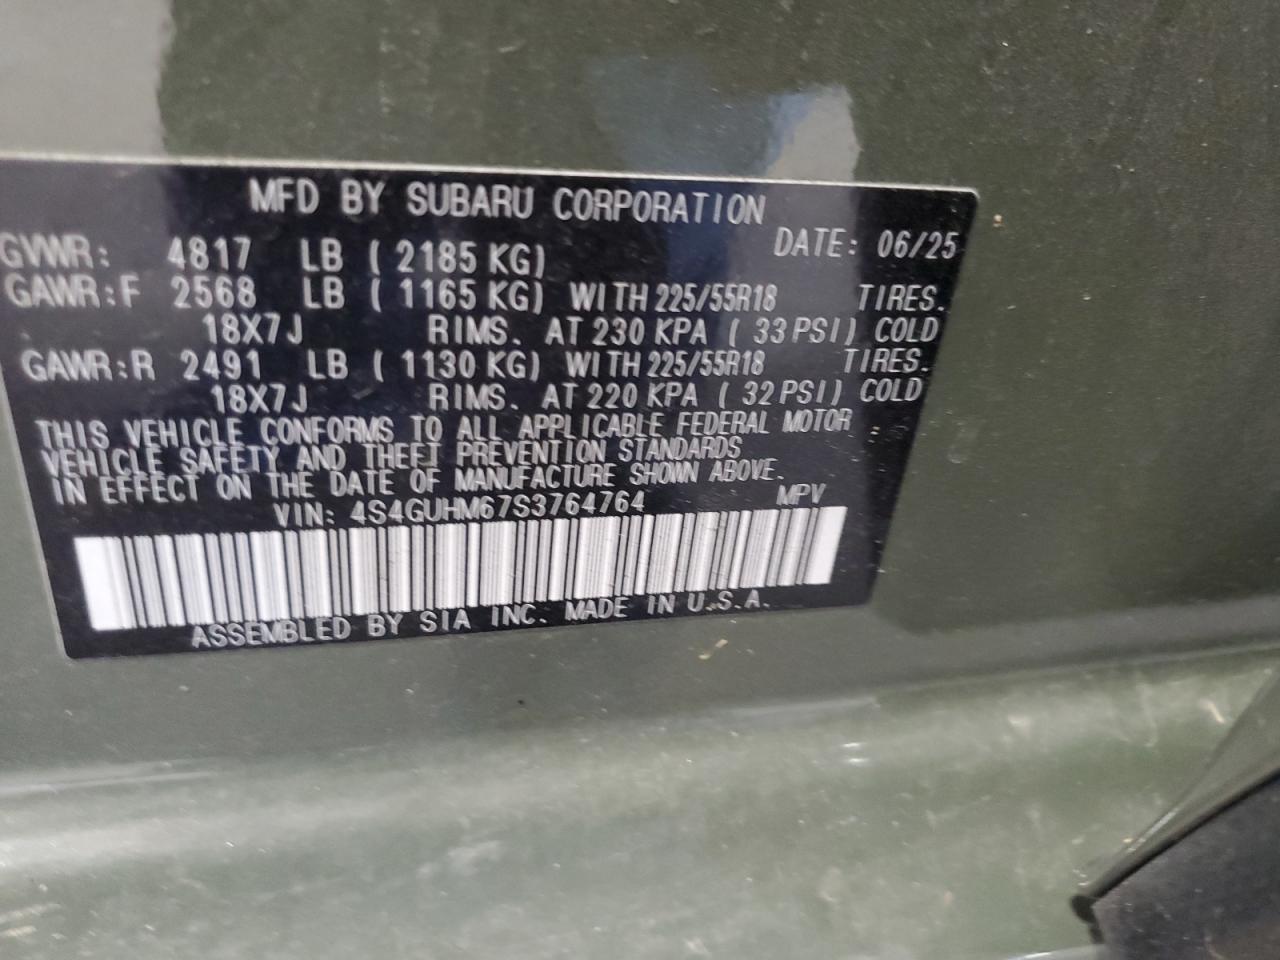 MFD BY SUBARU CORPORATION
DATE: 06/25
GVWR: 4817 LB ( 2185 KG)
GAWR:F 2568 LB ( 1165 KG) WITH 225/55R18 TIRES.
18X7J RIMS. AT 230 KPA ( 33 PSI) COLD
GAWR:R 2491 LB ( 1130 KG) WITH 225/55R18 TIRES.
18X7J RIMS. AT 220 KPA ( 32 PSI) COLD
THIS VEHICLE CONFORMS TO ALL APPLICABLE FEDERAL MOTOR
VEHICLE SAFETY AND THEFT PREVENTION STANDARDS
IN EFFECT ON THE DATE OF MANUFACTURE SHOWN ABOVE.
MPV
VIN: 4S4GUHM67S3764764
ASSEMBLED BY SIA INC. MADE IN U.S.A.